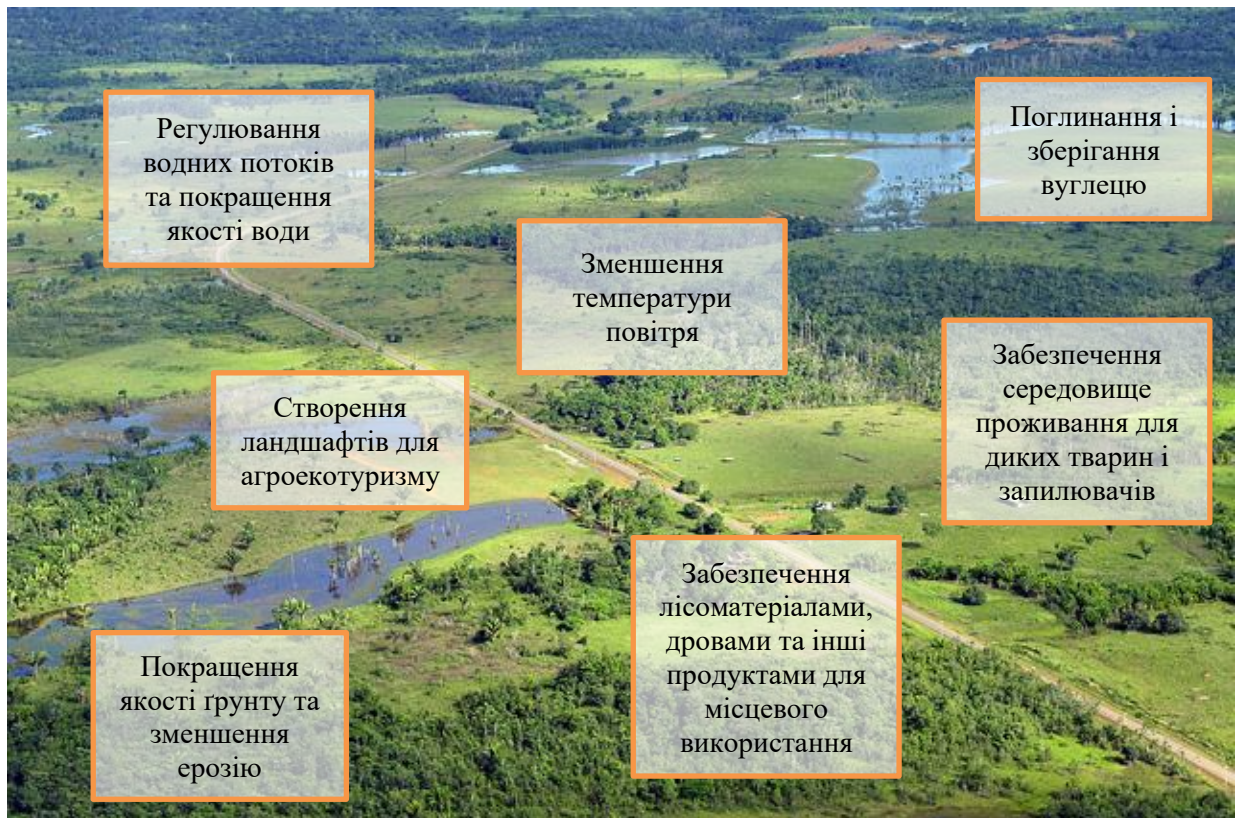 Регулювання
водних потоків
та покращення
якості води
Поглинання і
зберігання
вуглецю
Зменшення
температури
повітря
Забезпечення
середовище
проживання для
диких тварин і
запилювачів
Створення
ландшафтів для
агроекотуризму
Забезпечення
лісоматеріалами,
дровами та інші
продуктами для
місцевого
використання
Покращення
якості ґрунту та
зменшення
ерозію